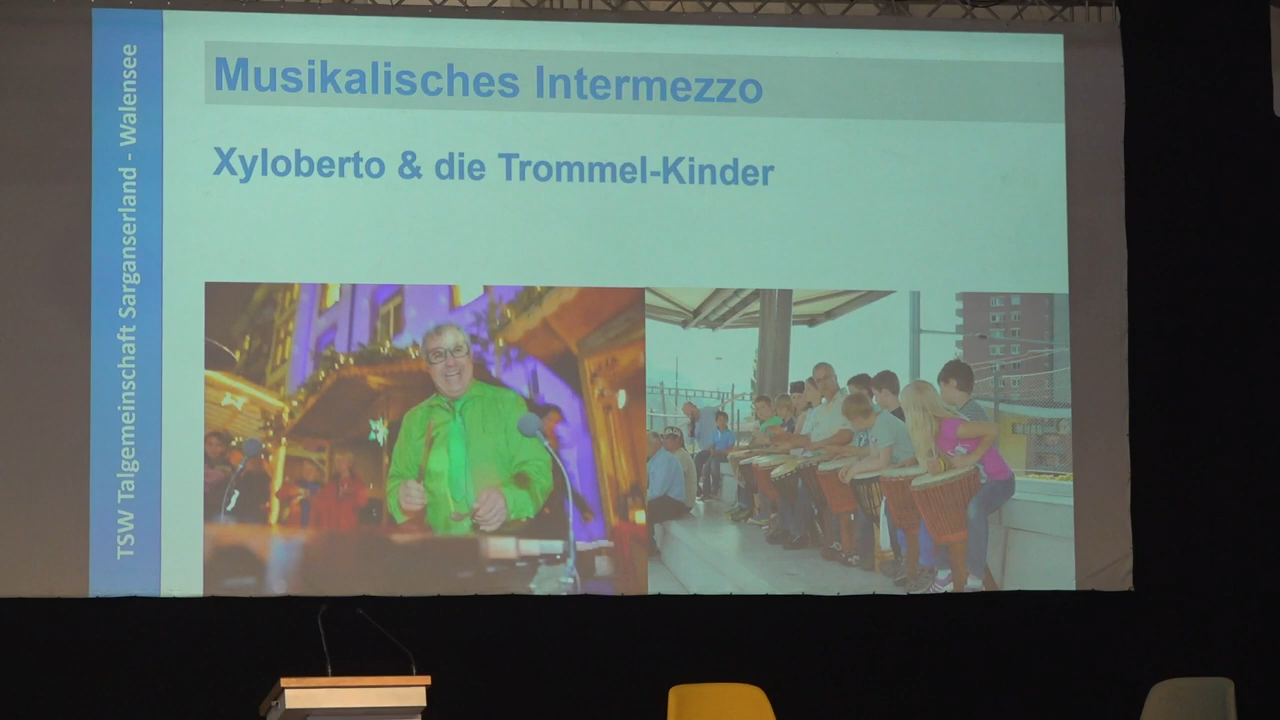 Musikalisches Intermezzo
Xyloberto & die Trommel-Kinder
TSW Talgemeinschaft Sarganserland - Walensee